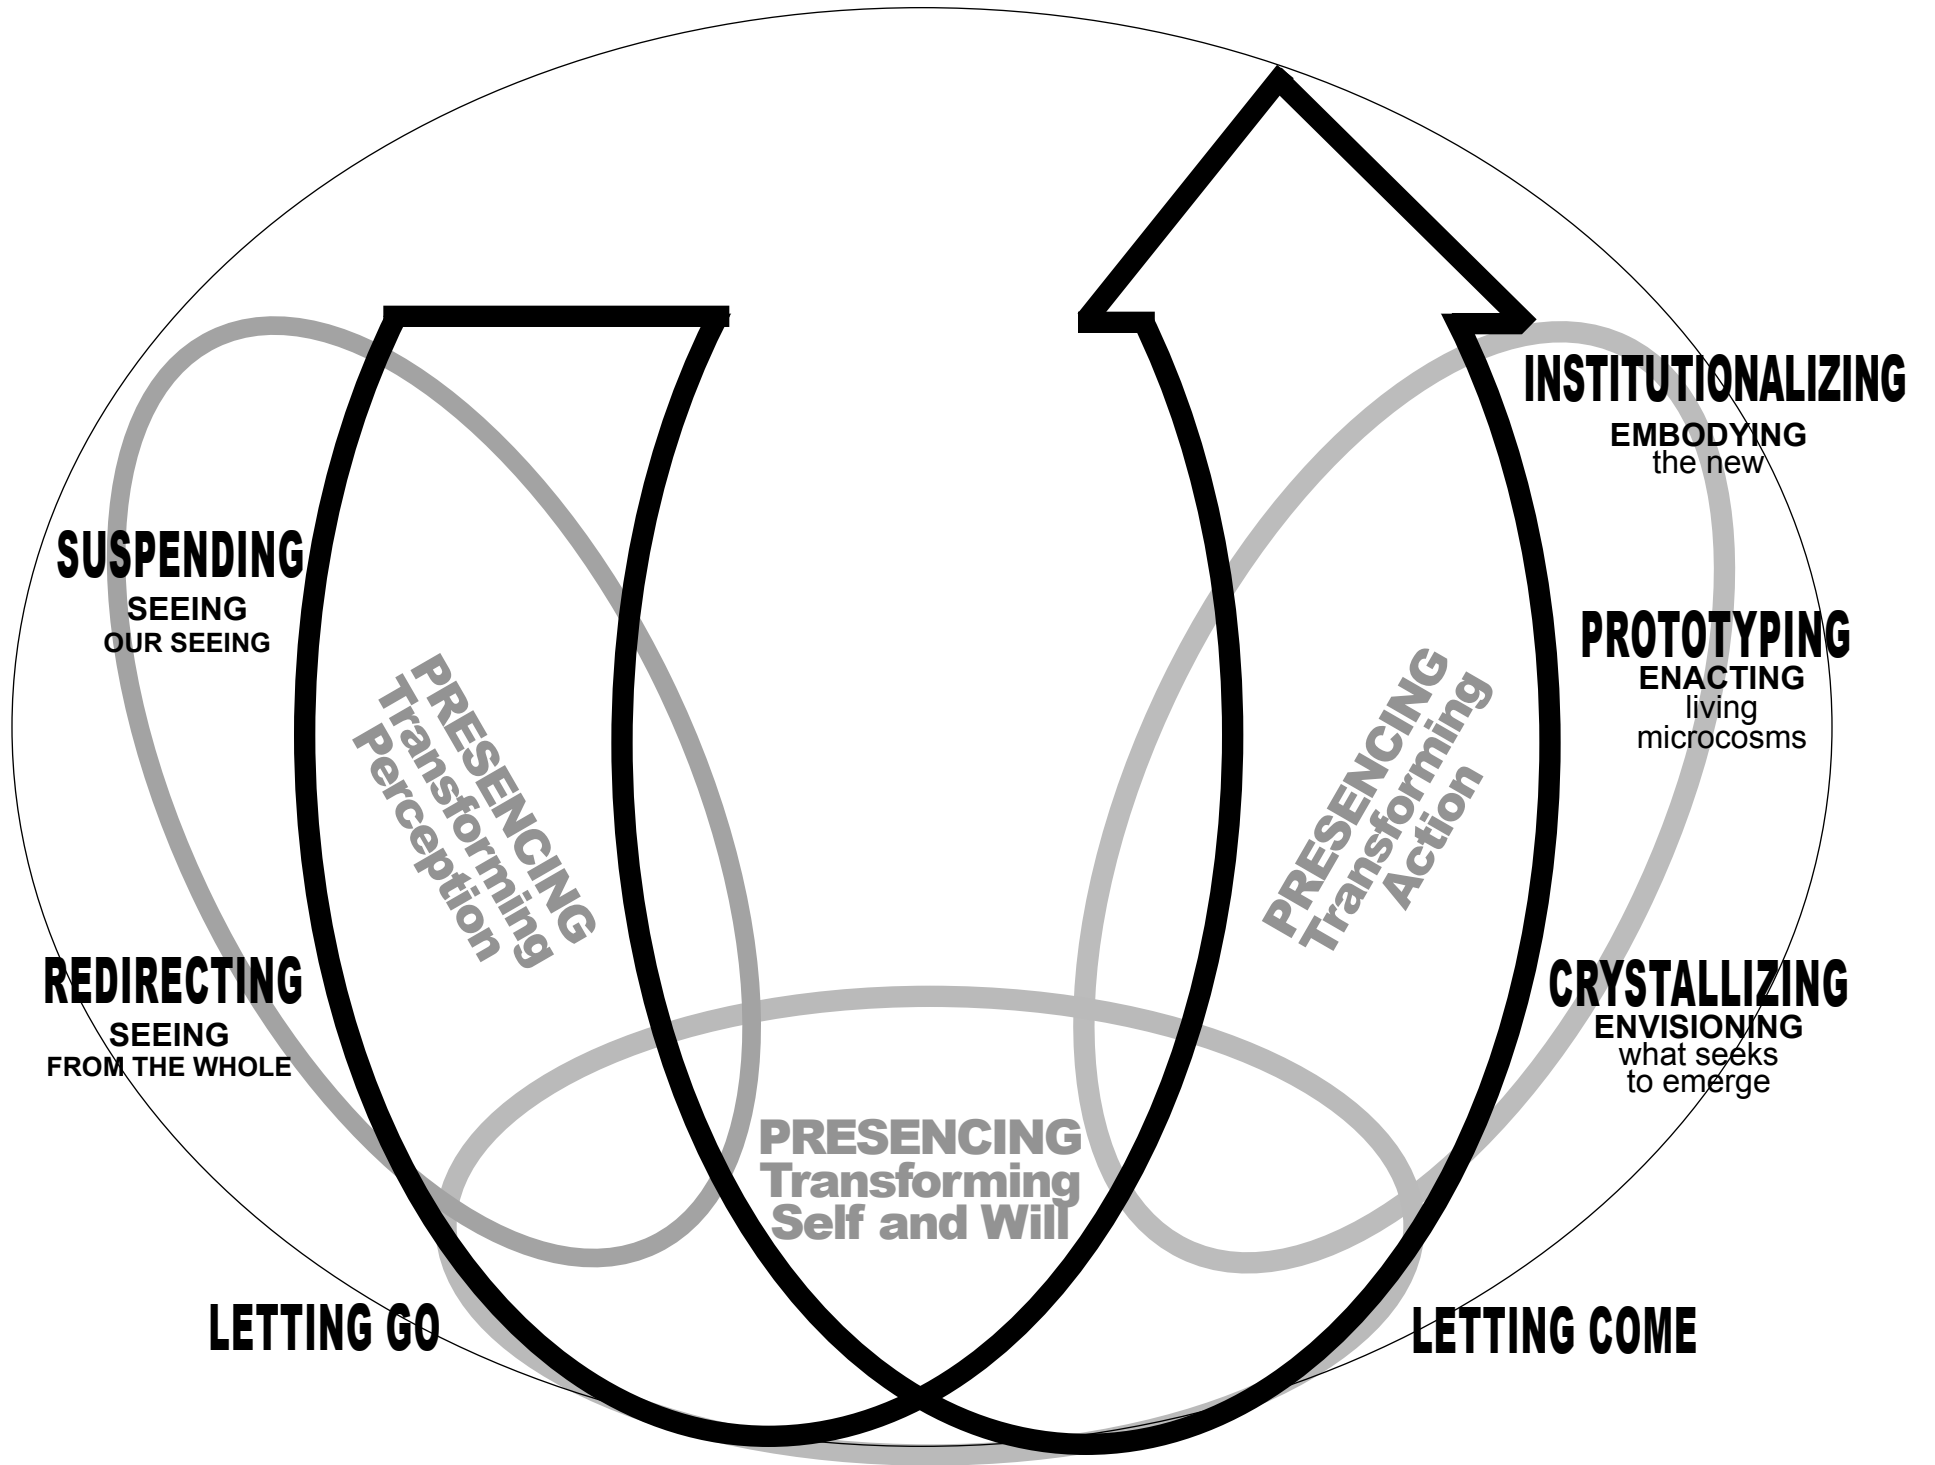 SUSPENDING
SEEING
OUR SEEING
REDIRECTING
SEEING
FROM THE WHOLE
LETTING GO
PRESENCING
Transforming
Perception
PRESENCING
Transforming
Self and Will
PRESENCING
Transforming
Action
INSTITUTIONALIZING
EMBODYING
the new
PROTOTYPING
ENACTING
living
microcosms
CRYSTALLIZING
ENVISIONING
what seeks
to emerge
LETTING COME